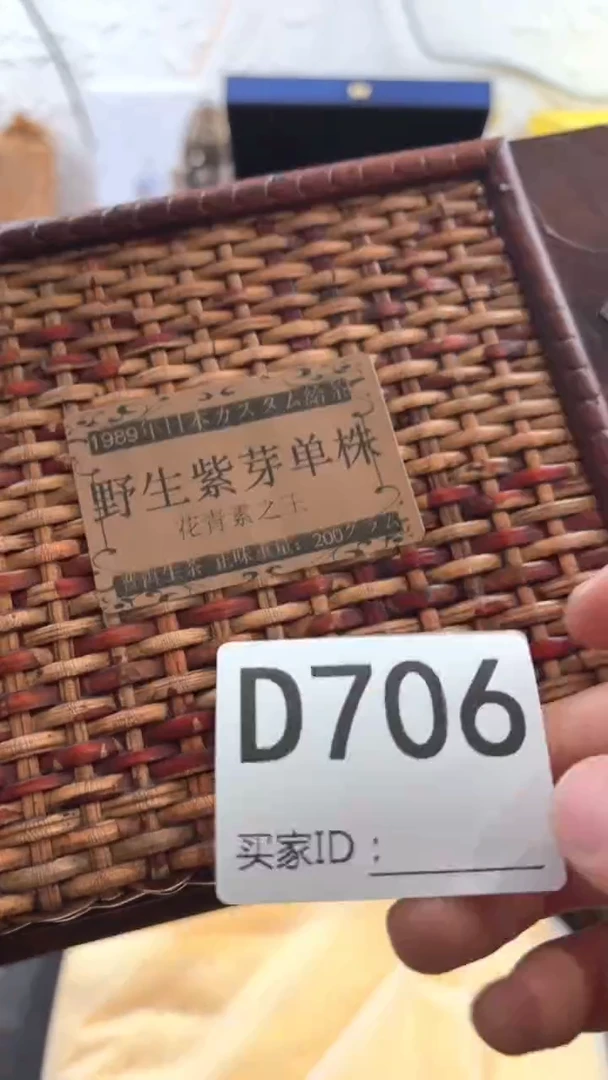 1989年日本カスタム給茶
野生紫芽单株
花青素之王
普洱生茶 正味重量：200グラム
D706
买家ID：